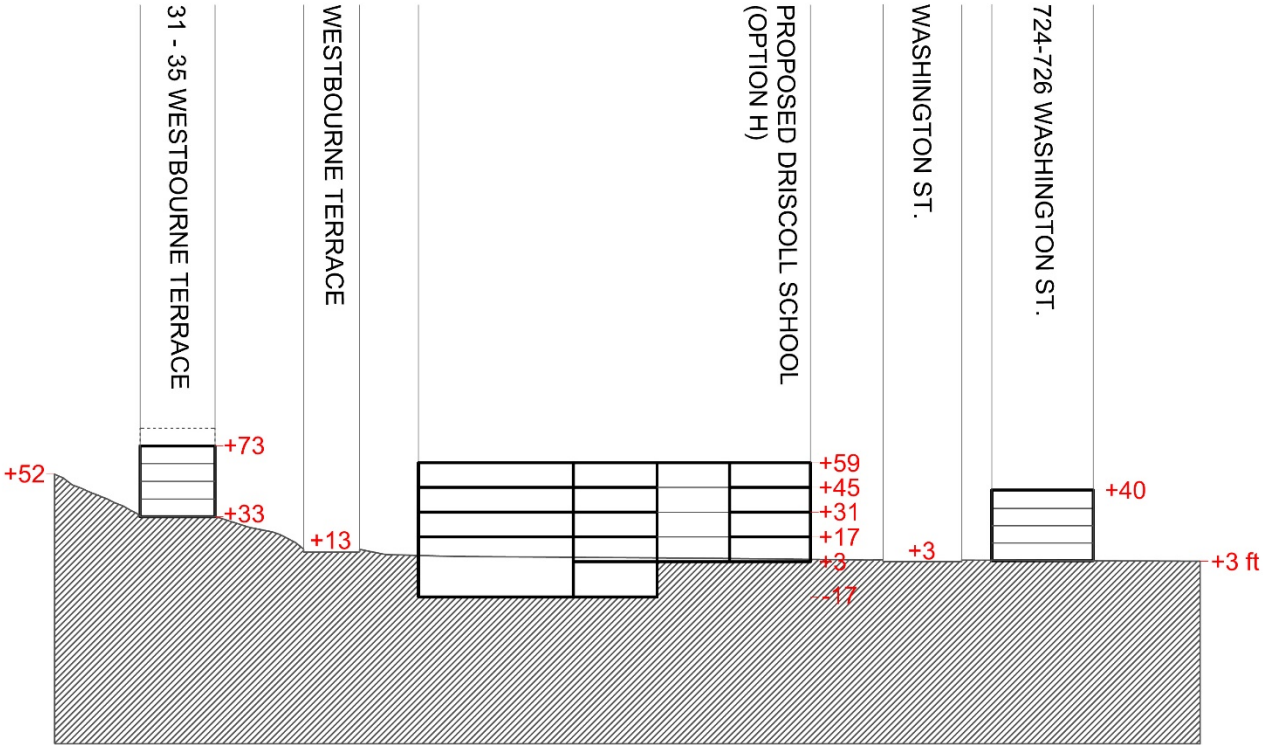 31 - 35 WESTBOURNE TERRACE
WESTBOURNE TERRACE
PROPOSED DRISCOLL SCHOOL
(OPTION H)
WASHINGTON ST.
724-726 WASHINGTON ST.
+73
+52
+33
+13
+59
+45
+31
+17
+3
-17
+3
+40
+3 ft